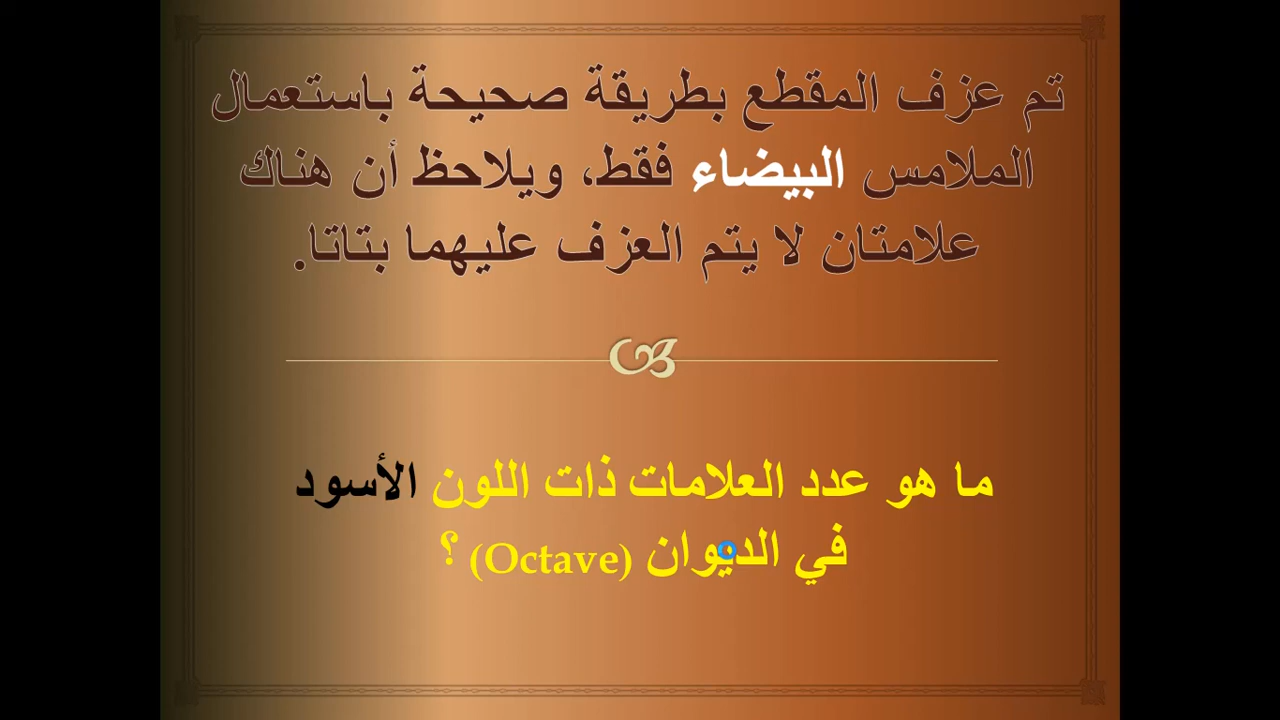 تم عزف المقطع بطريقة صحيحة باستعمال
الملامس البيضاء فقط، ويلاحظ أن هناك
علامتان لا يتم العزف عليهما بتاتا.
ما هو عدد العلامات ذات اللون الأسود
في الديوان (Octave) ؟